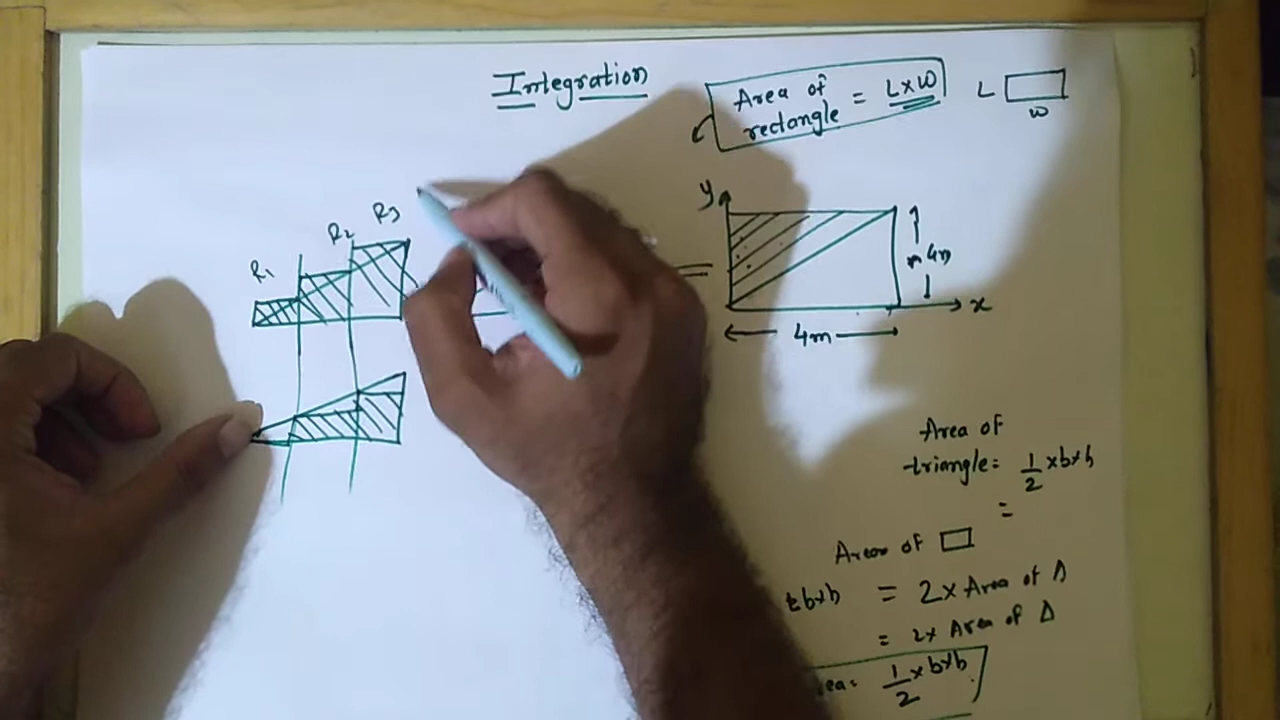 Integration
Area of
rectangle = L×W
L
W
R1 R2 R3
y
4m
x
4m
Area of
triangle = 1/2 ×b×h
=
Area of ▭
b×h = 2× Area of Δ
= 2× Area of Δ
1/2 ×b×h